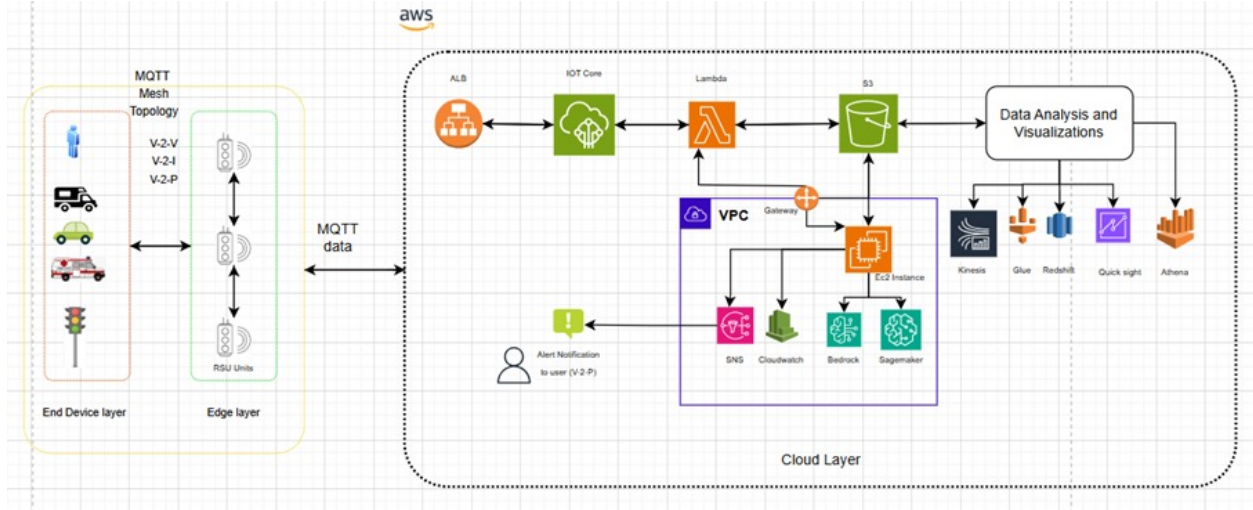 aws
MQTT
Mesh
Topology
V-2-V
V-2-I
V-2-P
RSU Units
End Device layer
Edge layer
MQTT
data
ALB
IOT Core
Lambda
S3
Data Analysis and
Visualizations
Gateway
VPC
Ec2 Instance
Kinesis
Glue
Redshift
Quick sight
Athena
SNS
Cloudwatch
Bedrock
Sagemaker
Alert Notification
to user (V-2-P)
Cloud Layer